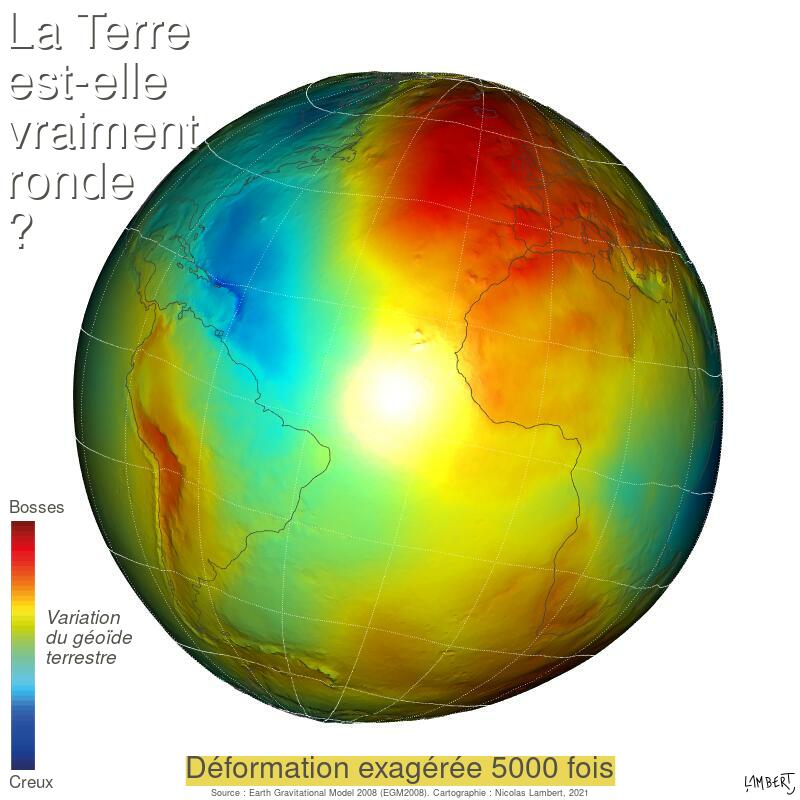 La Terre
est-elle
vraiment
ronde
?
Bosses
Variation
du géoïde
terrestre
Creux
Déformation exagérée 5000 fois
Source : Earth Gravitational Model 2008 (EGM2008). Cartographie : Nicolas Lambert, 2021
LAMBERT